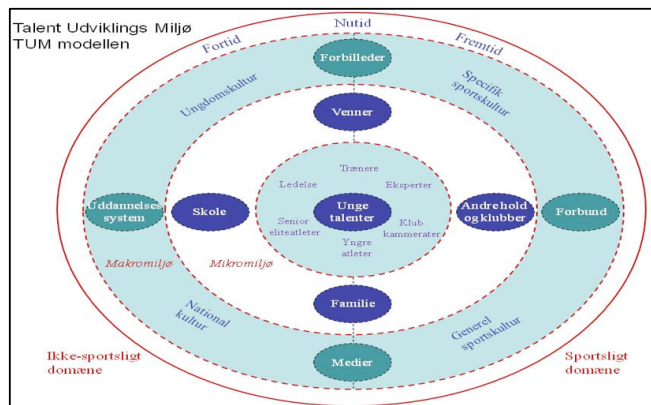 Talent Udviklings Miljø
TUM modellen
Fortid
Nutid
Fremtid
Forbilleder
Ungdomskultur
Specifik
sportskultur
Venner
Trænere
Ledelse
Eksperter
Uddannelses
system
Skole
Unge
talenter
Andre hold
og klubber
Forbund
Senior
eliteatleter
Klub
kammerater
Yngre
atleter
Makromiljø
Mikromiljø
Familie
National
kultur
Generel
sportskultur
Medier
Ikke-sportsligt
domæne
Sportsligt
domæne